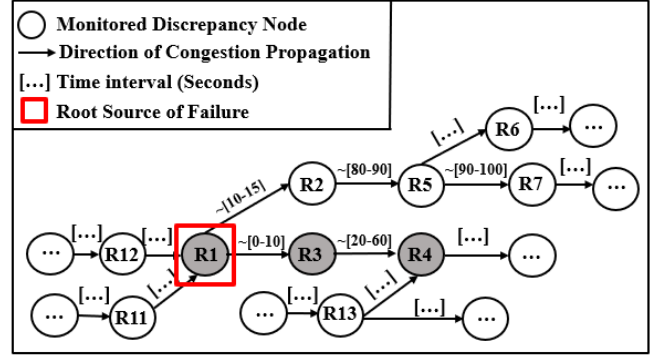 Monitored Discrepancy Node
Direction of Congestion Propagation
[...] Time interval (Seconds)
Root Source of Failure
[...]
R6
...
[...]
~[80-90]
~[90-100]
[...]
R2
R5
R7
...
~[10-15]
[...]
[...]
~[0-10]
~[20-60]
[...]
...
R12
R1
R3
R4
...
[...]
[...]
[...]
[...]
...
R11
...
R13
[...]
...